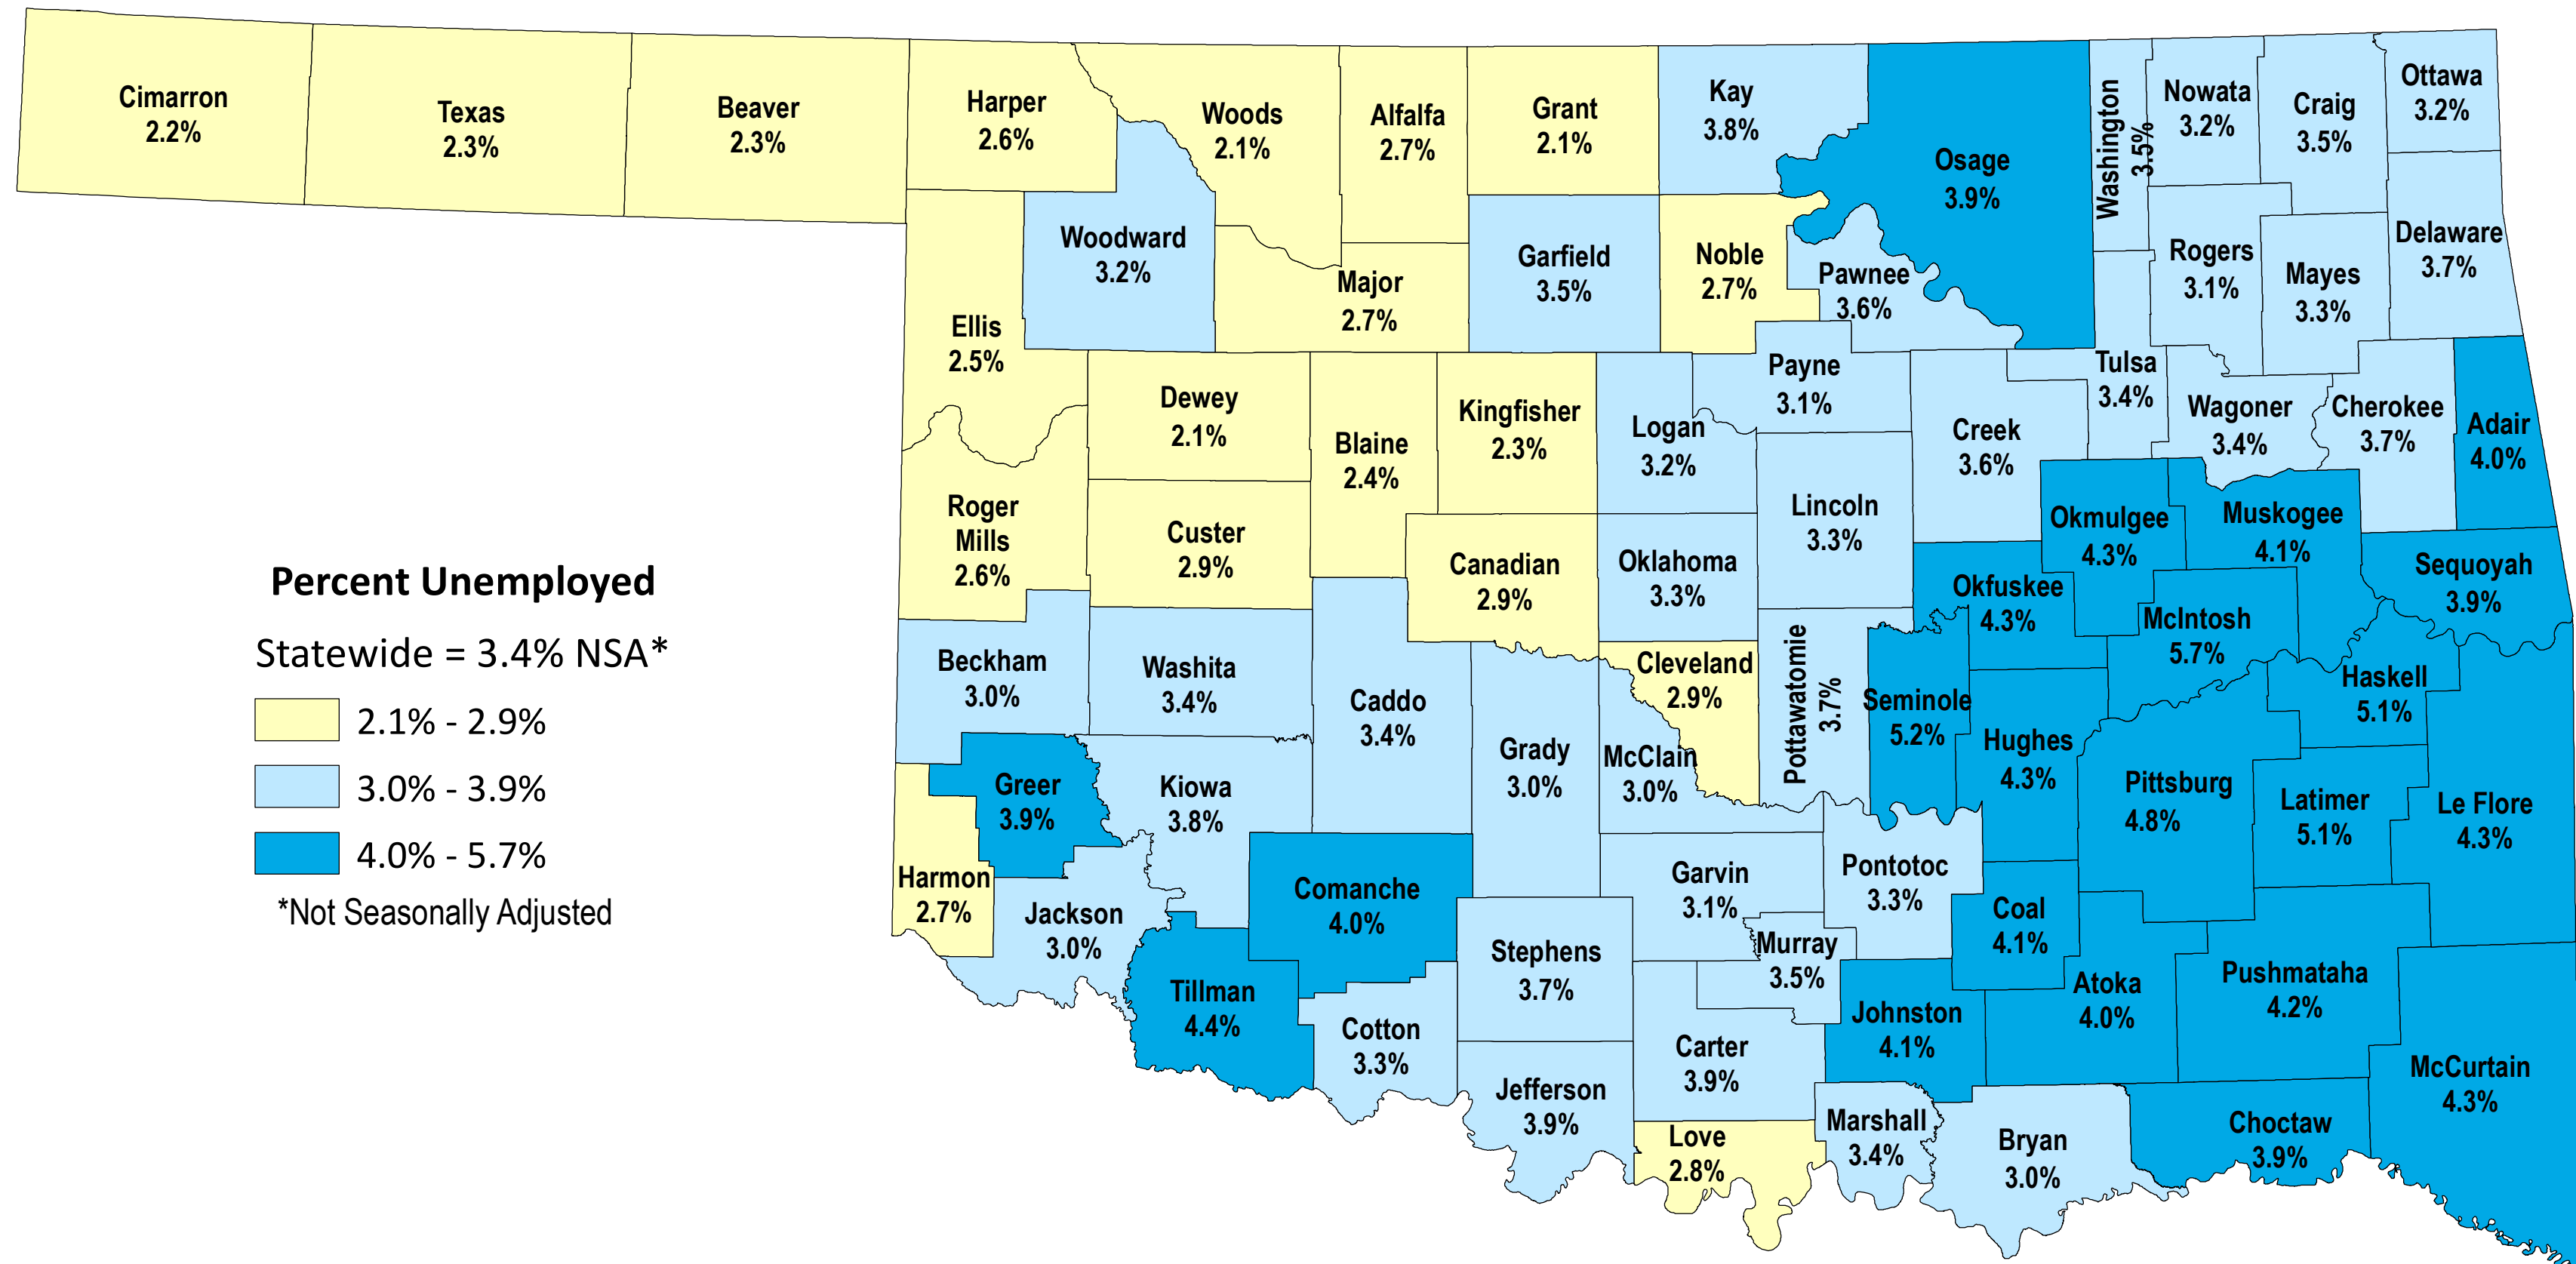 Cimarron
2.2%
Texas
2.3%
Beaver
2.3%
Harper
2.6%
Woods
2.1%
Alfalfa
2.7%
Grant
2.1%
Kay
3.8%
Osage
3.9%
Washington
3.5%
Nowata
3.2%
Craig
3.5%
Ottawa
3.2%
Delaware
3.7%
Woodward
3.2%
Ellis
2.5%
Major
2.7%
Garfield
3.5%
Noble
2.7%
Pawnee
3.6%
Rogers
3.1%
Mayes
3.3%
Dewey
2.1%
Blaine
2.4%
Kingfisher
2.3%
Logan
3.2%
Payne
3.1%
Creek
3.6%
Tulsa
3.4%
Wagoner
3.4%
Cherokee
3.7%
Adair
4.0%
Roger
Mills
2.6%
Custer
2.9%
Canadian
2.9%
Oklahoma
3.3%
Lincoln
3.3%
Okmulgee
4.3%
Muskogee
4.1%
Sequoyah
3.9%
Okfuskee
4.3%
McIntosh
5.7%
Haskell
5.1%
Percent Unemployed
Statewide = 3.4% NSA*
2.1% - 2.9%
3.0% - 3.9%
4.0% - 5.7%
*Not Seasonally Adjusted
Beckham
3.0%
Washita
3.4%
Caddo
3.4%
Grady
3.0%
McClain
3.0%
Cleveland
2.9%
Pottawatomie
3.7%
Seminole
5.2%
Hughes
4.3%
Pittsburg
4.8%
Latimer
5.1%
Le Flore
4.3%
Greer
3.9%
Kiowa
3.8%
Harmon
2.7%
Jackson
3.0%
Comanche
4.0%
Tillman
4.4%
Cotton
3.3%
Stephens
3.7%
Jefferson
3.9%
Garvin
3.1%
Murray
3.5%
Pontotoc
3.3%
Coal
4.1%
Johnston
4.1%
Atoka
4.0%
Pushmataha
4.2%
McCurtain
4.3%
Carter
3.9%
Love
2.8%
Marshall
3.4%
Bryan
3.0%
Choctaw
3.9%